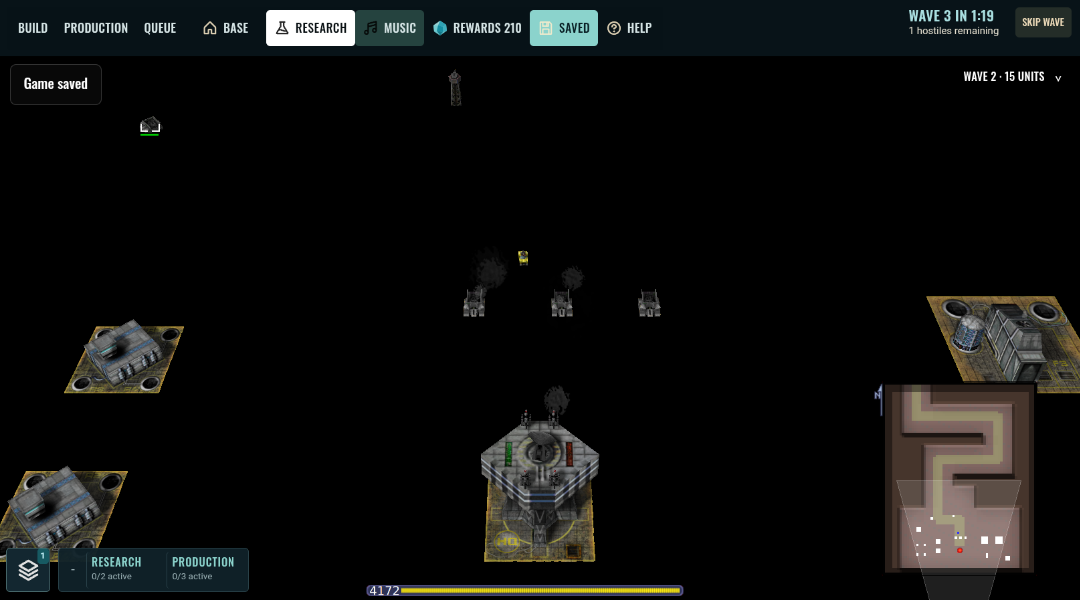 BUILD
PRODUCTION
QUEUE
BASE
RESEARCH
MUSIC
REWARDS 210
SAVED
HELP
WAVE 3 IN 1:19
1 hostiles remaining
SKIP WAVE
Game saved
WAVE 2 · 15 UNITS
HQ
N
1
-
RESEARCH
0/2 active
PRODUCTION
0/3 active
4172